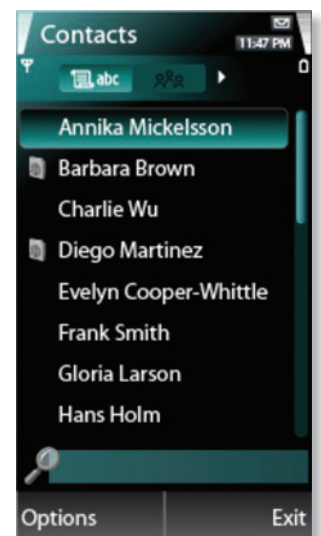 Contacts
11:47 PM
abc
Annika Mickelsson
Barbara Brown
Charlie Wu
Diego Martinez
Evelyn Cooper-Whittle
Frank Smith
Gloria Larson
Hans Holm
Options Exit